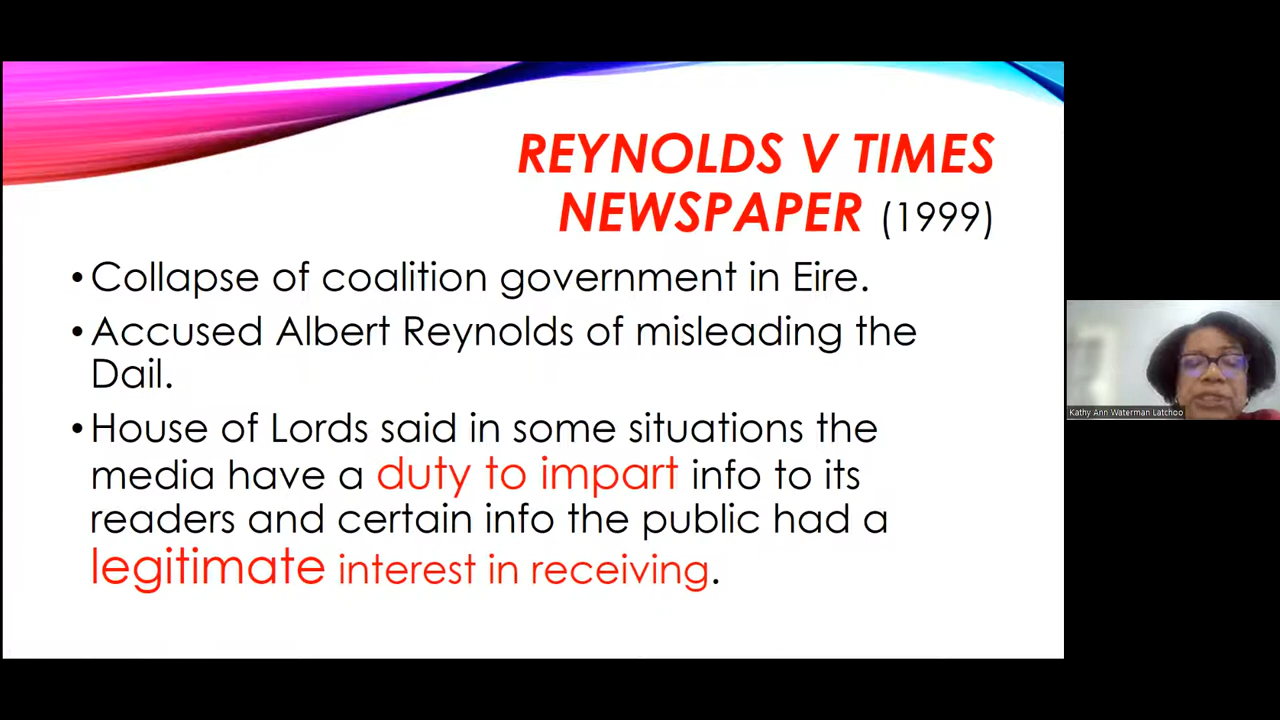 REYNOLDS V TIMES
NEWSPAPER (1999)
• Collapse of coalition government in Eire.
• Accused Albert Reynolds of misleading the
Dail.
• House of Lords said in some situations the
media have a duty to impart info to its
readers and certain info the public had a
legitimate interest in receiving.
Kathy Ann Waterman Latchoo